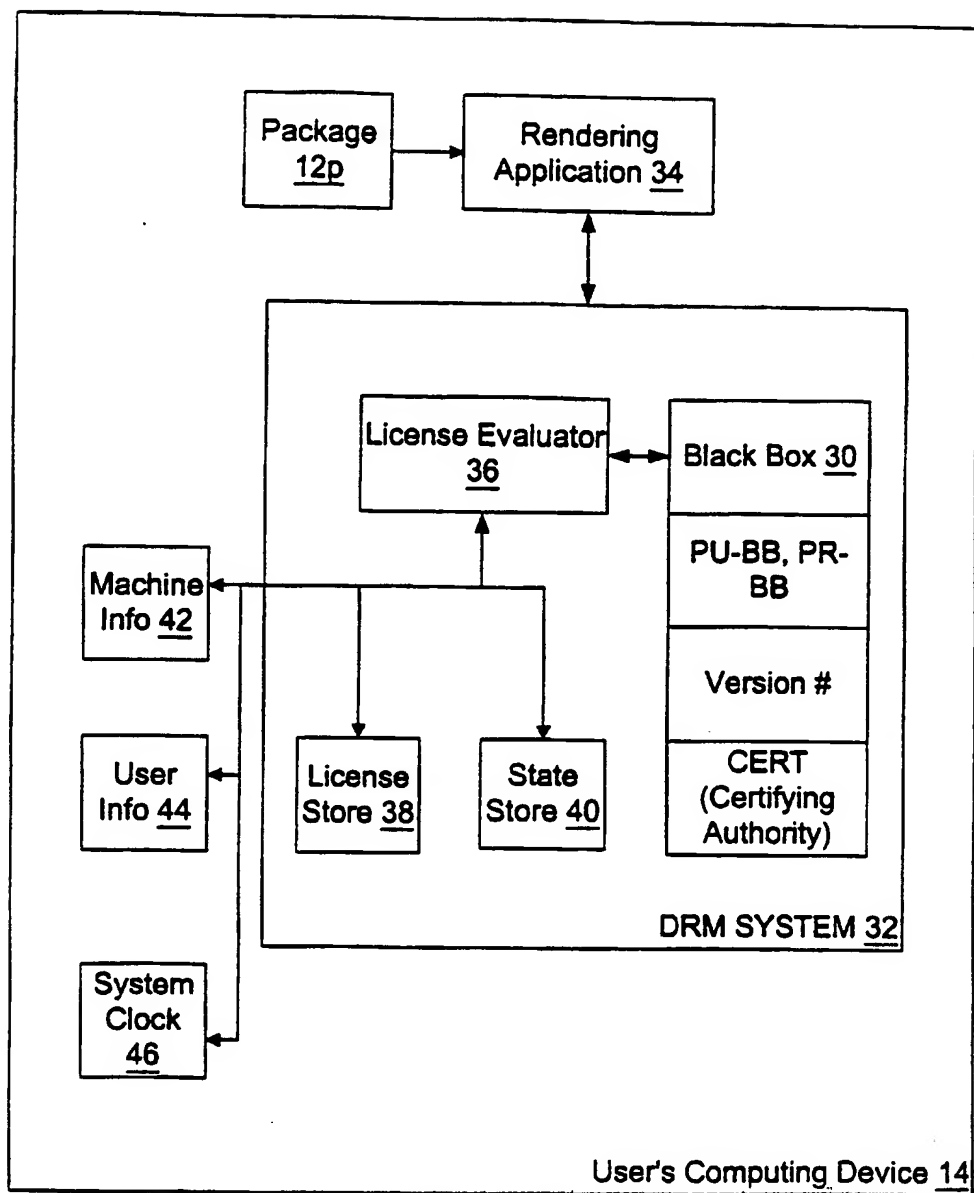 Package
12p
Rendering
Application 34
License Evaluator
36
Black Box 30
PU-BB, PR-
BB
Version #
CERT
(Certifying
Authority)
Machine
Info 42
User
Info 44
License
Store 38
State
Store 40
DRM SYSTEM 32
System
Clock
46
User's Computing Device 14